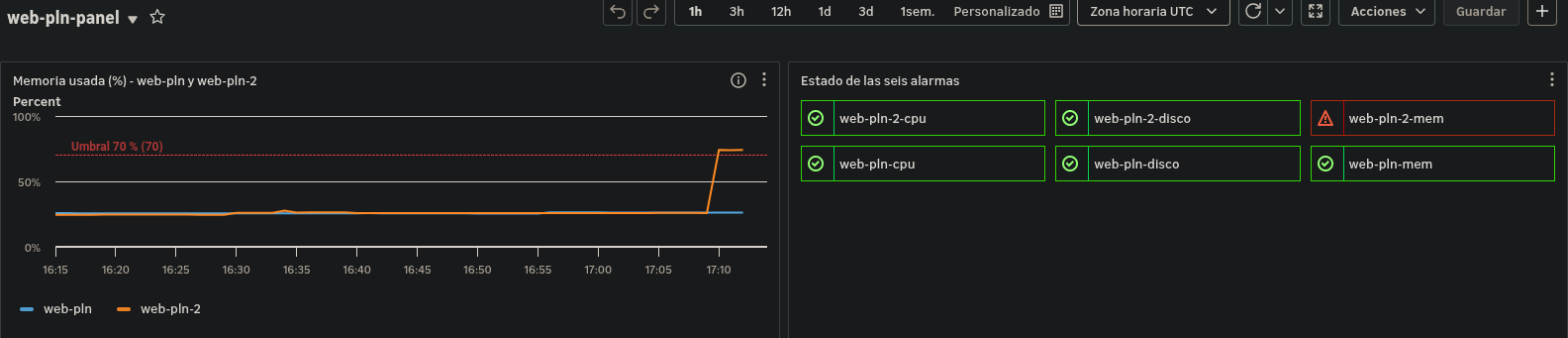 web-pln-panel
1h 3h 12h 1d 3d 1sem. Personalizado Zona horaria UTC Acciones Guardar
Memoria usada (%) - web-pln y web-pln-2
Percent
100%
Umbral 70 % (70)
50%
0%
16:15 16:20 16:25 16:30 16:35 16:40 16:45 16:50 16:55 17:00 17:05 17:10
web-pln web-pln-2
Estado de las seis alarmas
web-pln-2-cpu web-pln-2-disco web-pln-2-mem
web-pln-cpu web-pln-disco web-pln-mem